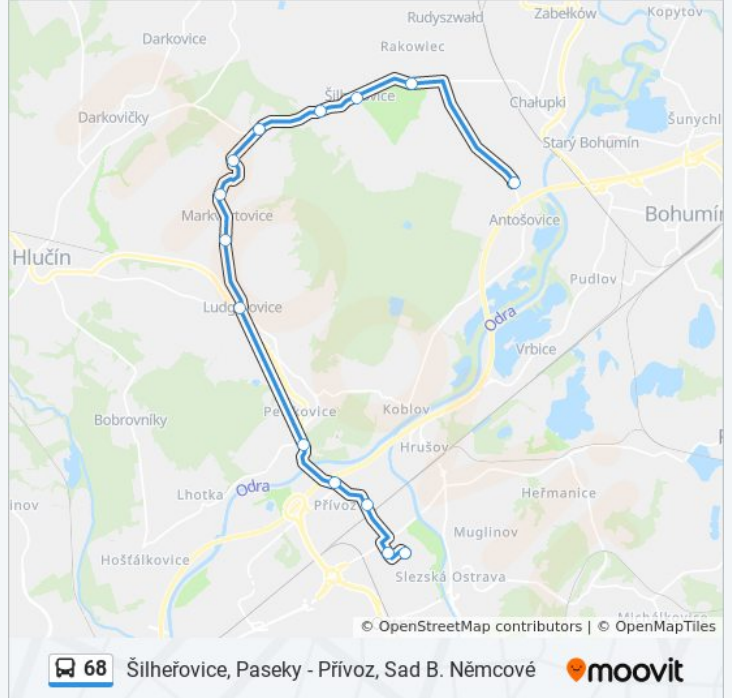 Rudyszwałd
Zabełków
Kopytov
Darkovice
Rakowiec
Šilheřovice
Chałupki
Darkovičky
Šunychl
Starý Bohumín
Markvartovice
Antošovice
Bohumín
Hlučín
Pudlov
Ludgeřovice
Odra
Vrbice
Petřkovice
Koblov
Bobrovníky
Hrušov
Lhotka
Odra
Heřmanice
inov
Přívoz
Muglinov
Hošťálkovice
Slezská Ostrava
Michálkovice
© OpenStreetMap contributors | © OpenMapTiles
68 Šilheřovice, Paseky - Přívoz, Sad B. Němcové moovit